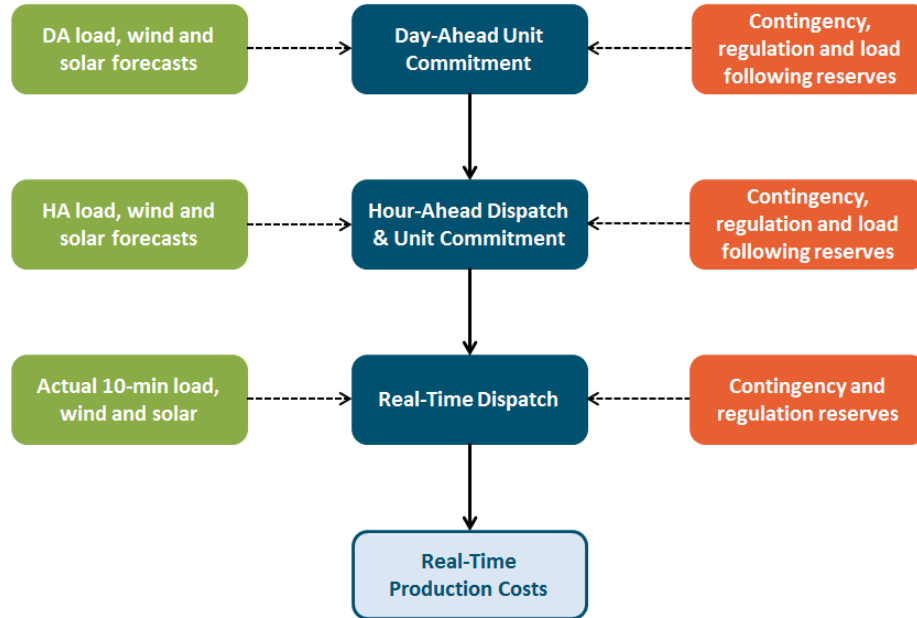 DA load, wind and
solar forecasts
Day-Ahead Unit
Commitment
Contingency,
regulation and load
following reserves
HA load, wind and
solar forecasts
Hour-Ahead Dispatch
& Unit Commitment
Contingency,
regulation and load
following reserves
Actual 10-min load,
wind and solar
Real-Time Dispatch
Contingency and
regulation reserves
Real-Time
Production Costs